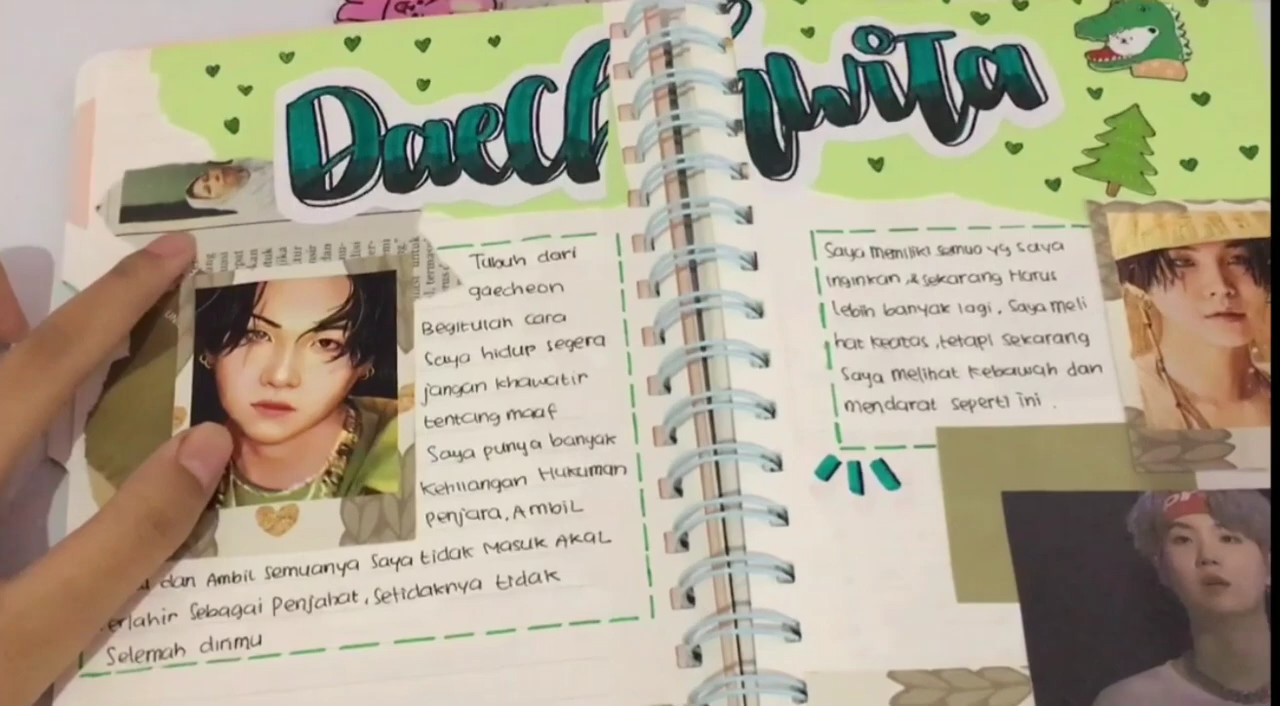 Daech wita
Tubuh dari
gaecheon
Begitulah cara
Saya hidup segera
jangan khawatir
tentang maaf
Saya punya banyak
Kehilangan Hukuman
penjara, AmBiL
dan AmbiL semuanya Saya tidak MASUK AKAL
erlahir Sebagai Penjahat, Setidaknya tidak
Selemah dirimu
Saya memiliki semua yg saya
inginkan & sekarang Harus
lebih banyak lagi, Saya meli
hat keatas, tetapi Sekarang
Saya melihat kebawah dan
mendarat seperti ini.